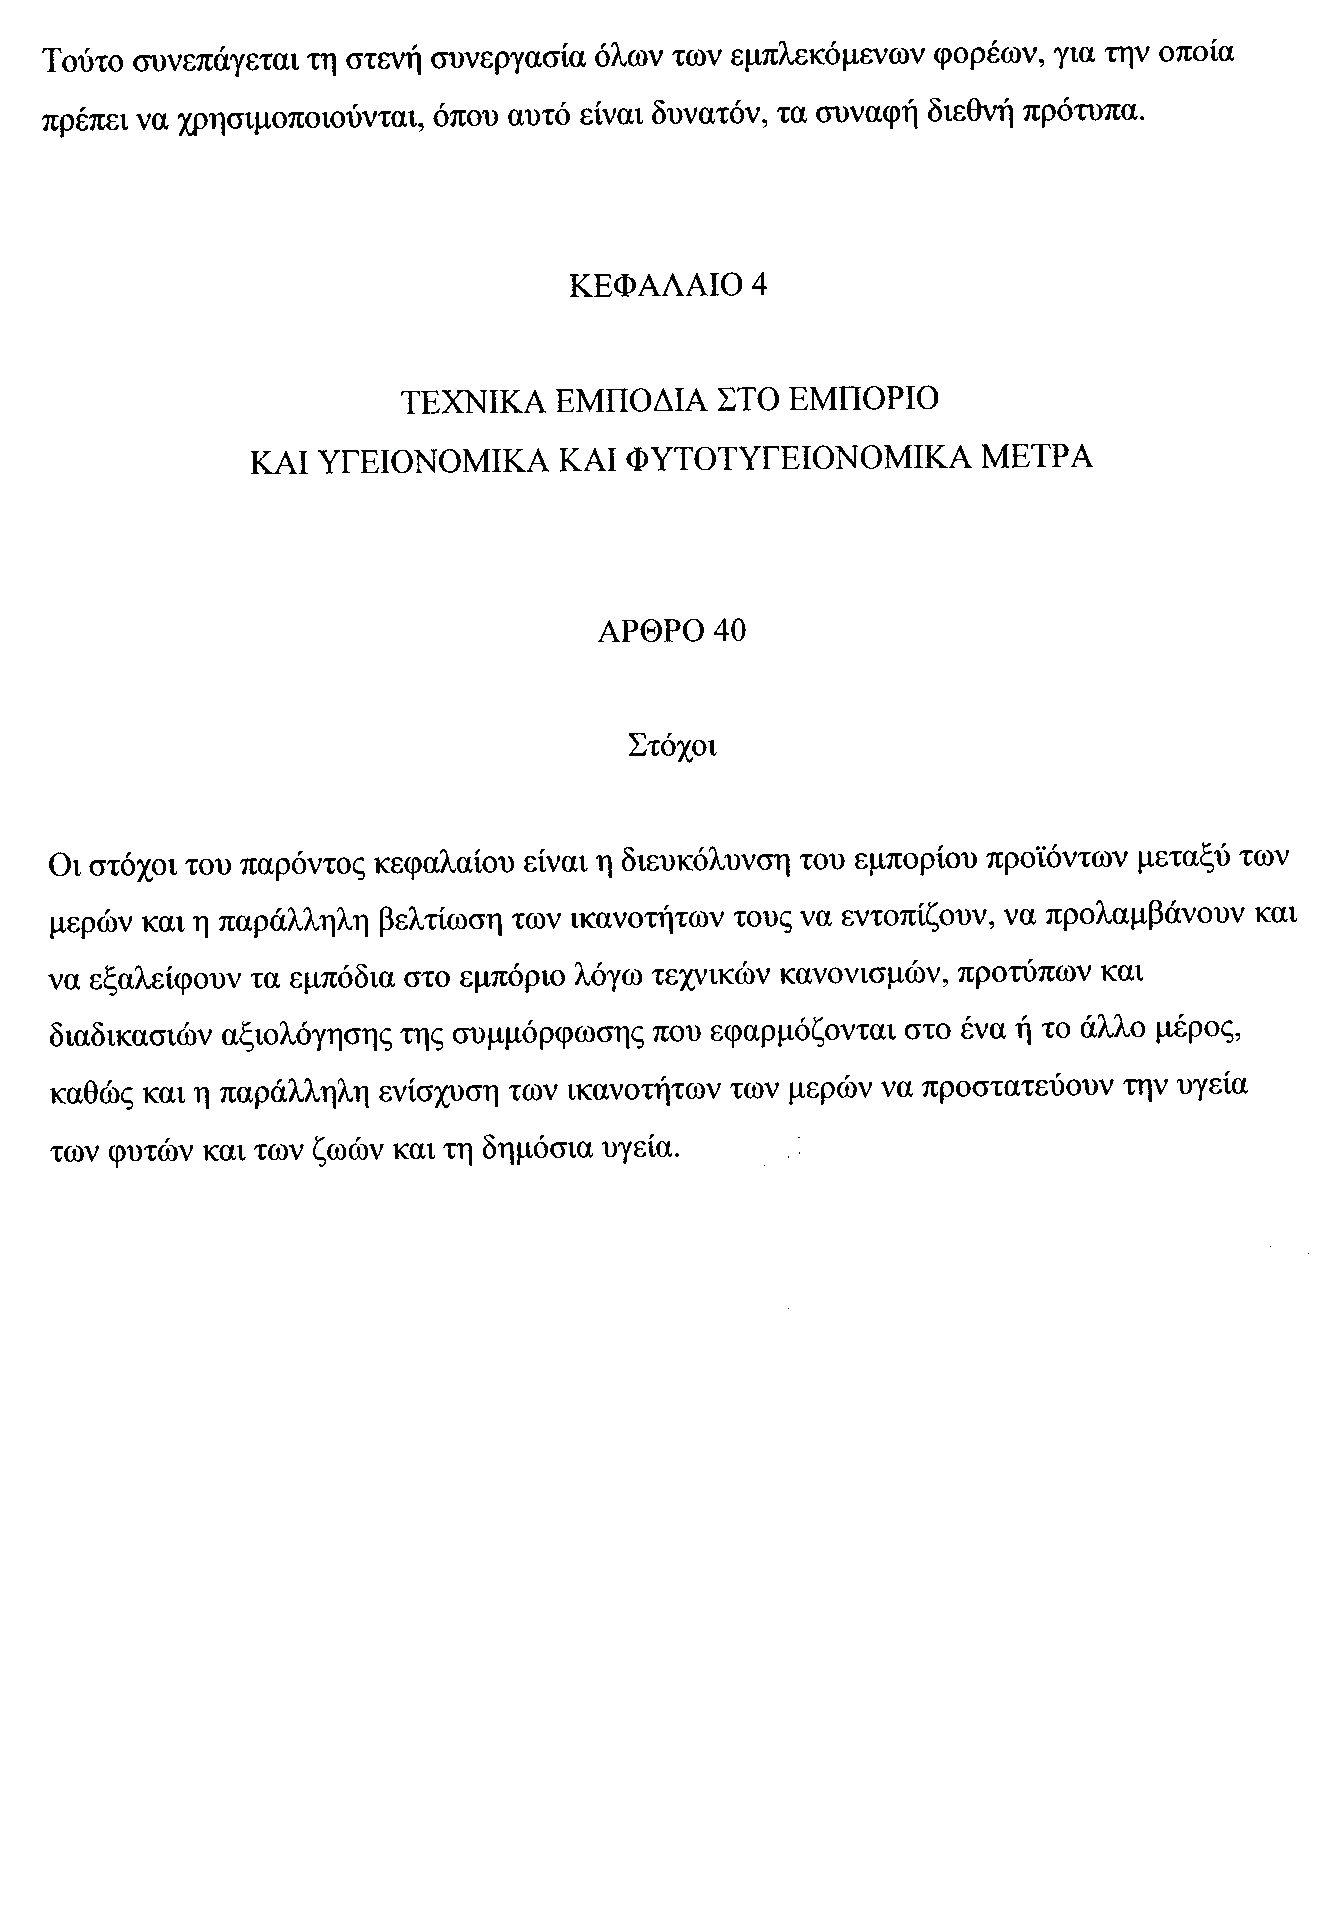 Τούτο συνεπάγεται τη στενή συνεργασία όλων των εμπλεκόμενων φορέων, για την οποία
πρέπει να χρησιμοποιούνται, όπου αυτό είναι δυνατόν, τα συναφή διεθνή πρότυπα.
ΚΕΦΑΛΑΙΟ 4
ΤΕΧΝΙΚΑ ΕΜΠΟΔΙΑ ΣΤΟ ΕΜΠΟΡΙΟ
ΚΑΙ ΥΓΕΙΟΝΟΜΙΚΑ ΚΑΙ ΦΥΤΟΤΥΓΕΙΟΝΟΜΙΚΑ ΜΕΤΡΑ
ΑΡΘΡΟ 40
Στόχοι
Οι στόχοι του παρόντος κεφαλαίου είναι η διευκόλυνση του εμπορίου προϊόντων μεταξύ των
μερών και η παράλληλη βελτίωση των ικανοτήτων τους να εντοπίζουν, να προλαμβάνουν και
να εξαλείφουν τα εμπόδια στο εμπόριο λόγω τεχνικών κανονισμών, προτύπων και
διαδικασιών αξιολόγησης της συμμόρφωσης που εφαρμόζονται στο ένα ή το άλλο μέρος,
καθώς και η παράλληλη ενίσχυση των ικανοτήτων των μερών να προστατεύουν την υγεία
των φυτών και των ζωών και τη δημόσια υγεία.